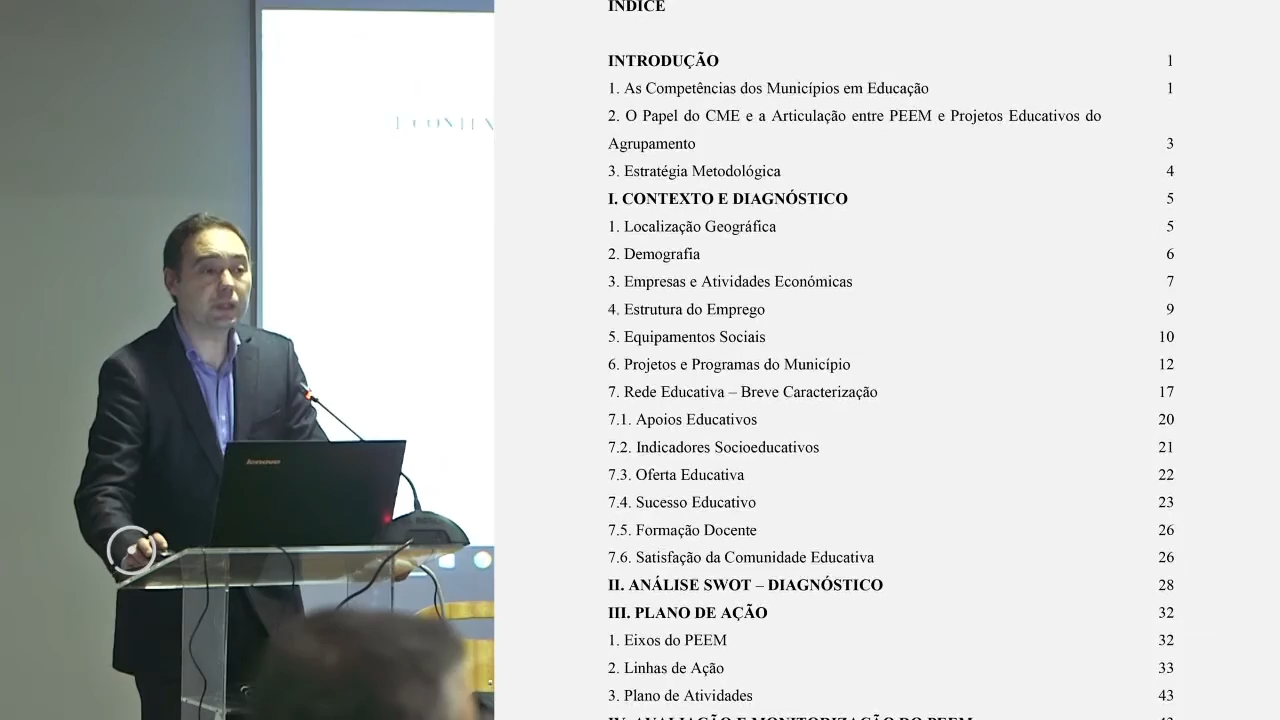 ÍNDICE
INTRODUÇÃO 1
1. As Competências dos Municípios em Educação 1
2. O Papel do CME e a Articulação entre PEEM e Projetos Educativos do
Agrupamento 3
3. Estratégia Metodológica 4
I. CONTEXTO E DIAGNÓSTICO 5
1. Localização Geográfica 5
2. Demografia 6
3. Empresas e Atividades Económicas 7
4. Estrutura do Emprego 9
5. Equipamentos Sociais 10
6. Projetos e Programas do Município 12
7. Rede Educativa – Breve Caracterização 17
7.1. Apoios Educativos 20
7.2. Indicadores Socioeducativos 21
7.3. Oferta Educativa 22
7.4. Sucesso Educativo 23
7.5. Formação Docente 26
7.6. Satisfação da Comunidade Educativa 26
II. ANÁLISE SWOT – DIAGNÓSTICO 28
III. PLANO DE AÇÃO 32
1. Eixos do PEEM 32
2. Linhas de Ação 33
3. Plano de Atividades 43
IV. AVALIAÇÃO E MONITORIZAÇÃO DO PEEM 43
lenovo